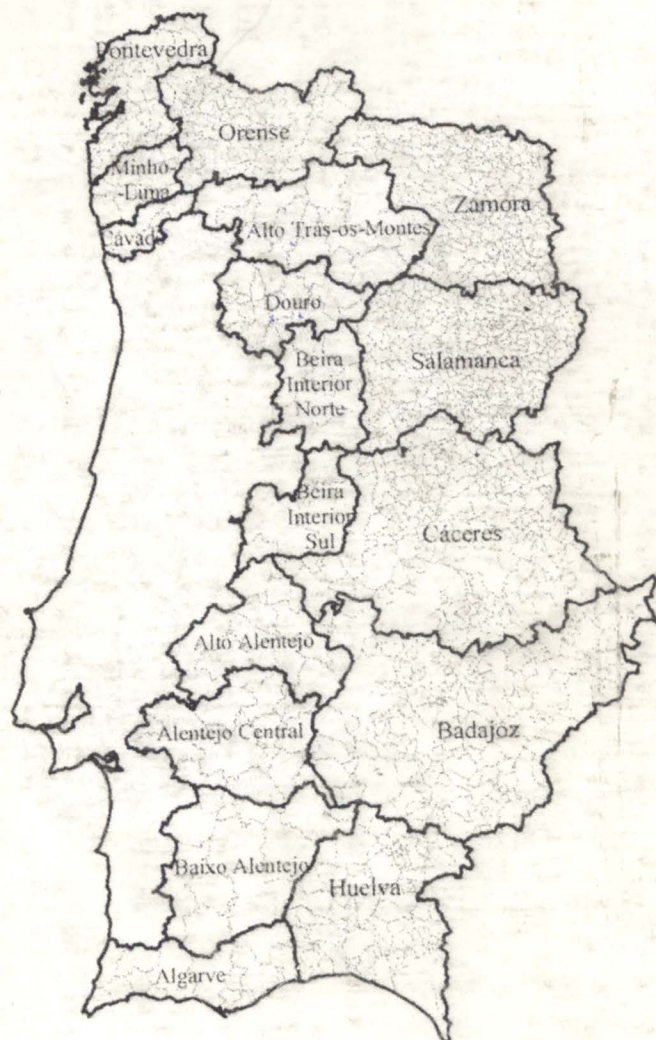 Pontevedra
Orense
Minho-
-Lima
Zamora
Cávado
Alto Trás-os-Montes
Douro
Beira
Interior
Norte
Salamanca
Beira
Interior
Sul
Cáceres
Alto Alentejo
Alentejo Central
Badajoz
Baixo Alentejo
Huelva
Algarve